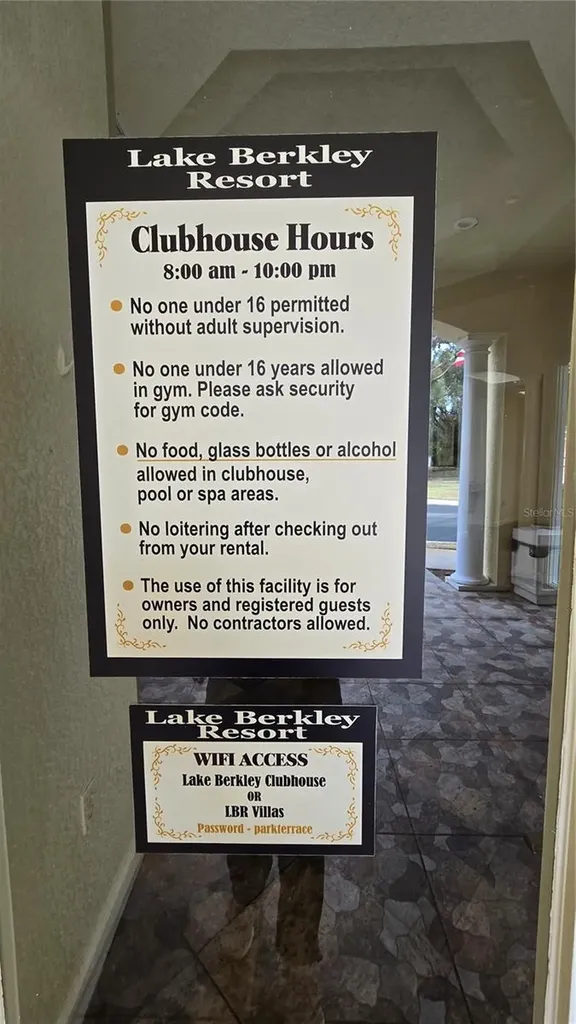 Lake Berkley
Resort
Clubhouse Hours
8:00 am - 10:00 pm
No one under 16 permitted
without adult supervision.
No one under 16 years allowed
in gym. Please ask security
for gym code.
No food, glass bottles or alcohol
allowed in clubhouse,
pool or spa areas.
No loitering after checking out
from your rental.
The use of this facility is for
owners and registered guests
only. No contractors allowed.
Lake Berkley
Resort
WIFI ACCESS
Lake Berkley Clubhouse
OR
LBR Villas
Password - parkterrace
StellarMLS